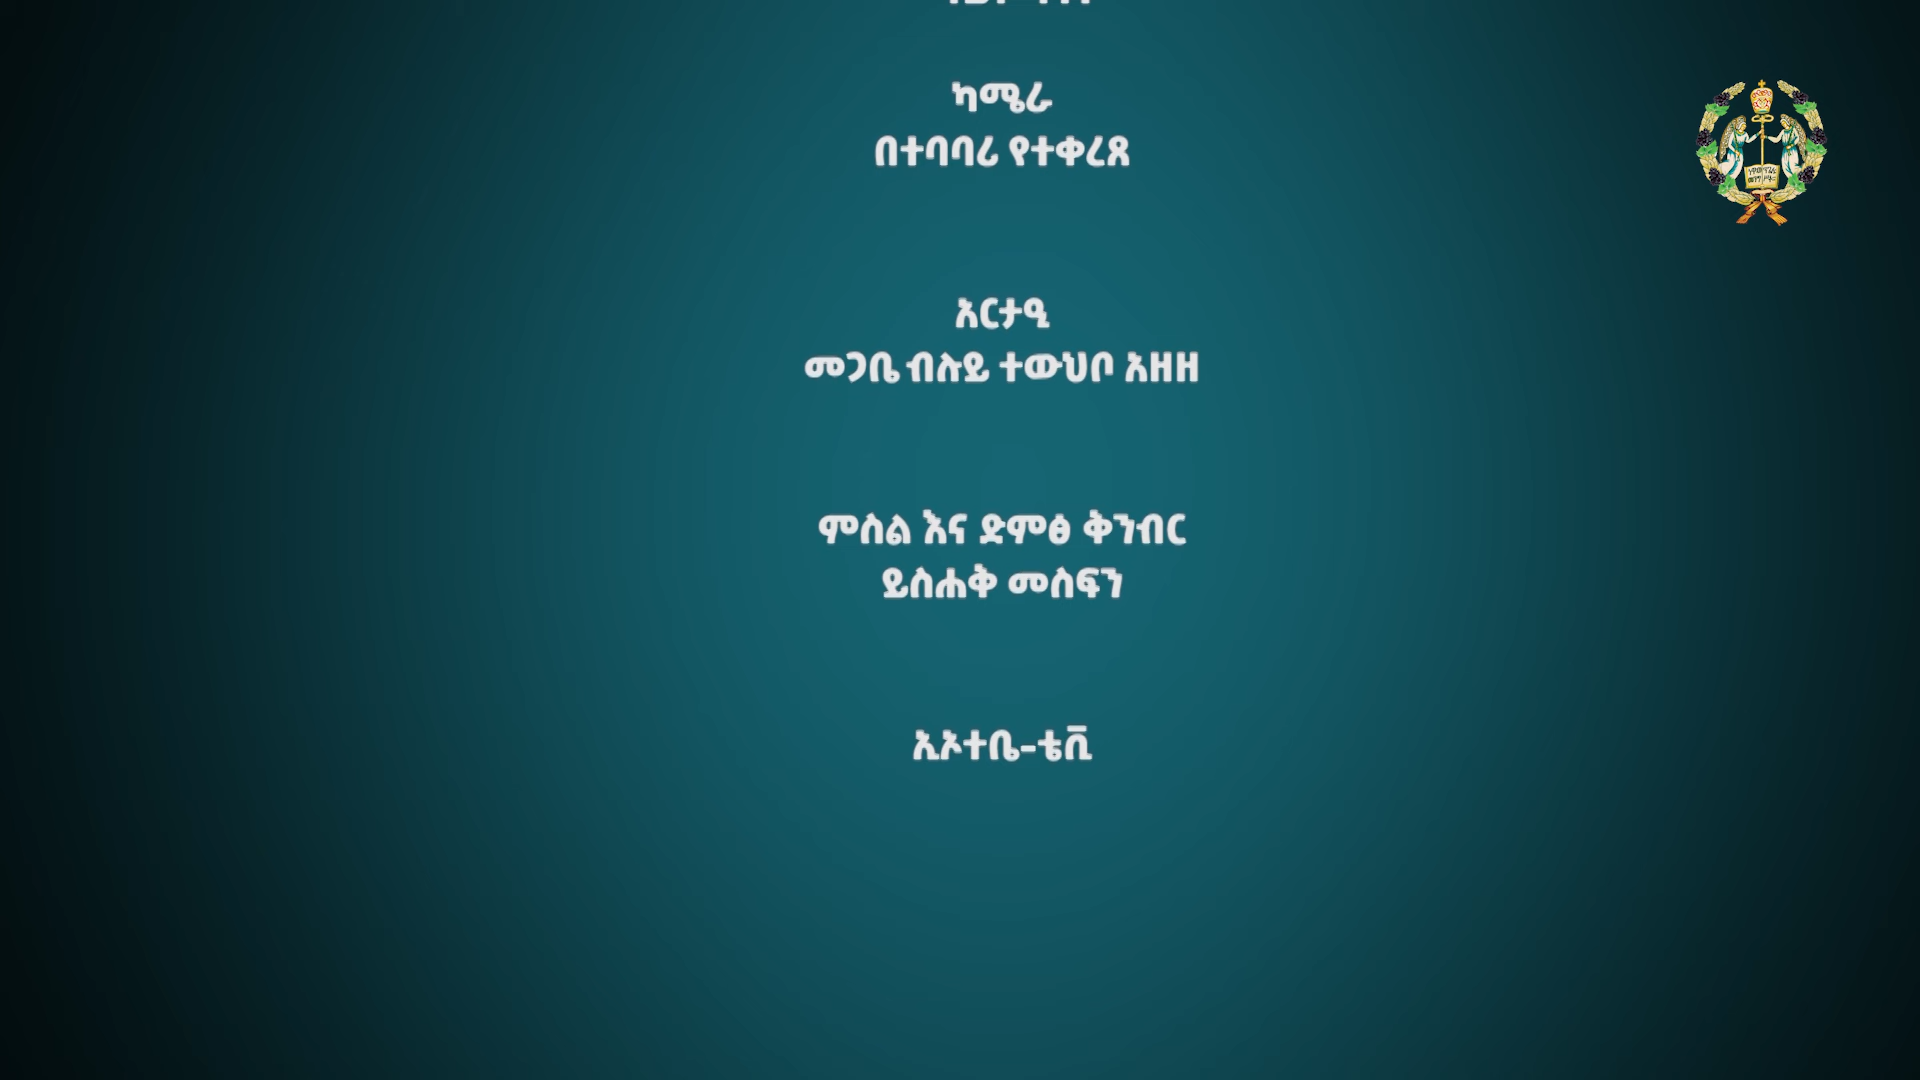 ካሜራ
በተባባሪ የተቀረጸ
አርታዒ
መጋቤ ብሉይ ተውህቦ አዘዘ
ምስል እና ድምፅ ቅንብር
ይስሐቅ መስፍን
ኢኦተቤ-ቴቪ